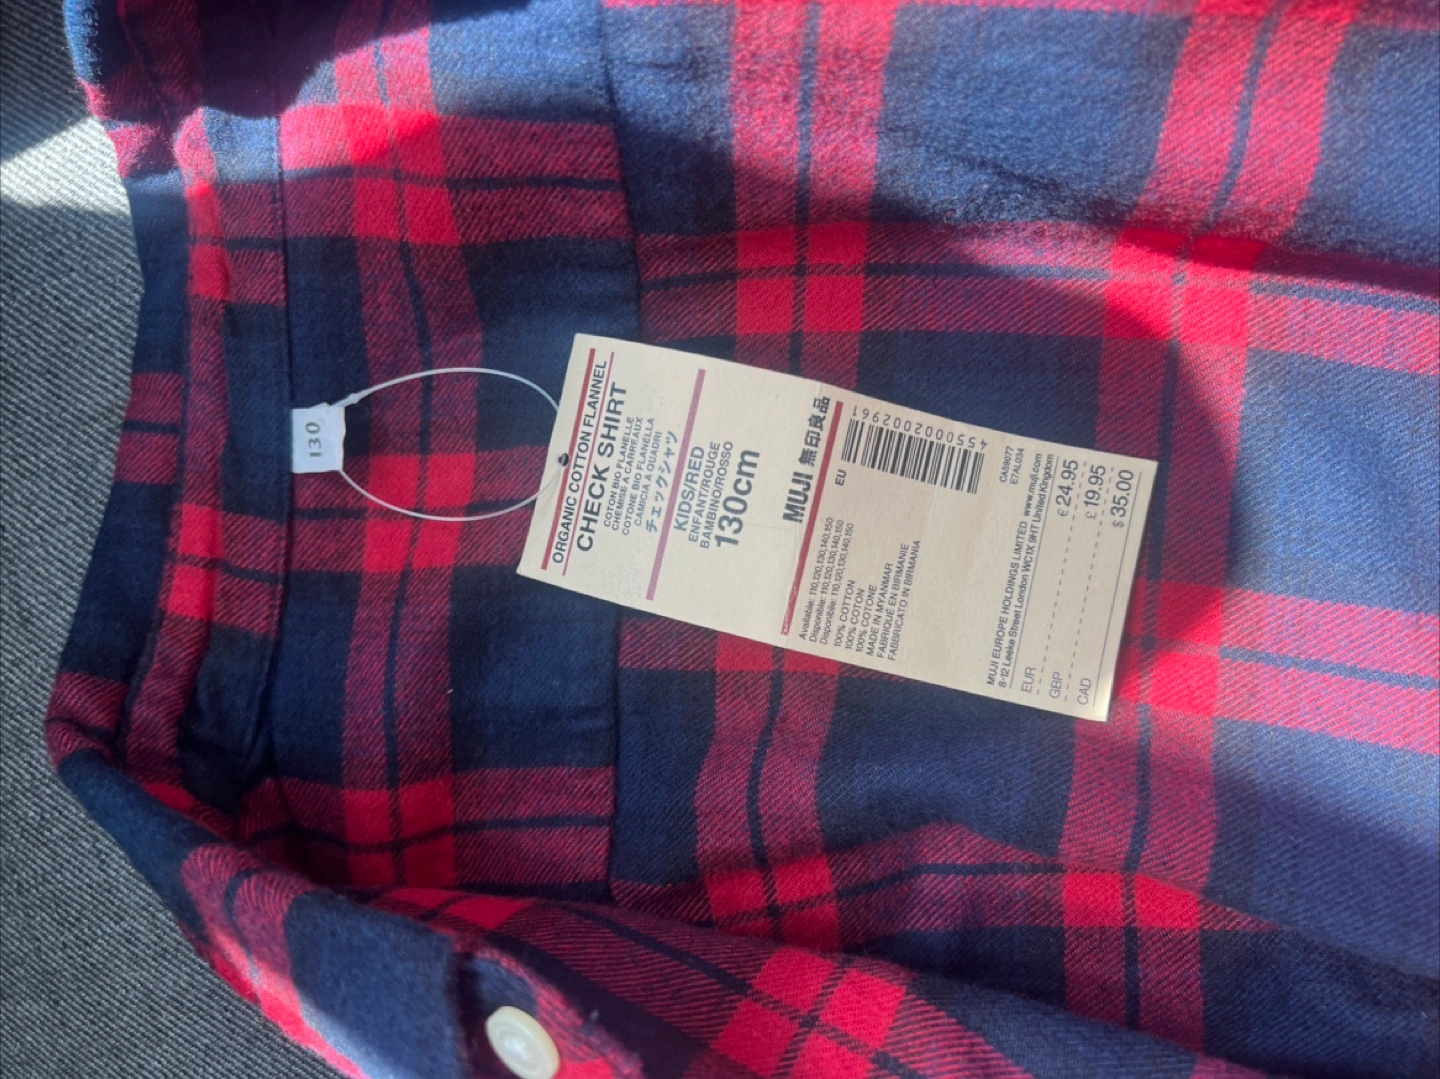 130
ORGANIC COTTON FLANNEL
CHECK SHIRT
COTON BIO FLANELLE
CHEMISE A CARREAUX
COTONE BIO FLANELLA
CAMICIA A QUADRI
チェックシャツ
KIDS/RED
ENFANT/ROUGE
BAMBINO/ROSSO
130cm
MUJI 無印良品
EU
4550002002961
Available: 110,120,130,140,150
Disponible: 110,120,130,140,150
Disponibile: 110,120,130,140,150
100% COTTON
100% COTON
100% COTONE
MADE IN MYANMAR
FABRIQUÉ EN BIRMANIE
FABBRICATO IN BIRMANIA
CA59077
E7AL034
MUJI EUROPE HOLDINGS LIMITED www.muji.com
8-12 Leeke Street London WC1X 9HT United Kingdom
EUR € 24.95
GBP £ 19.95
CAD $ 35.00